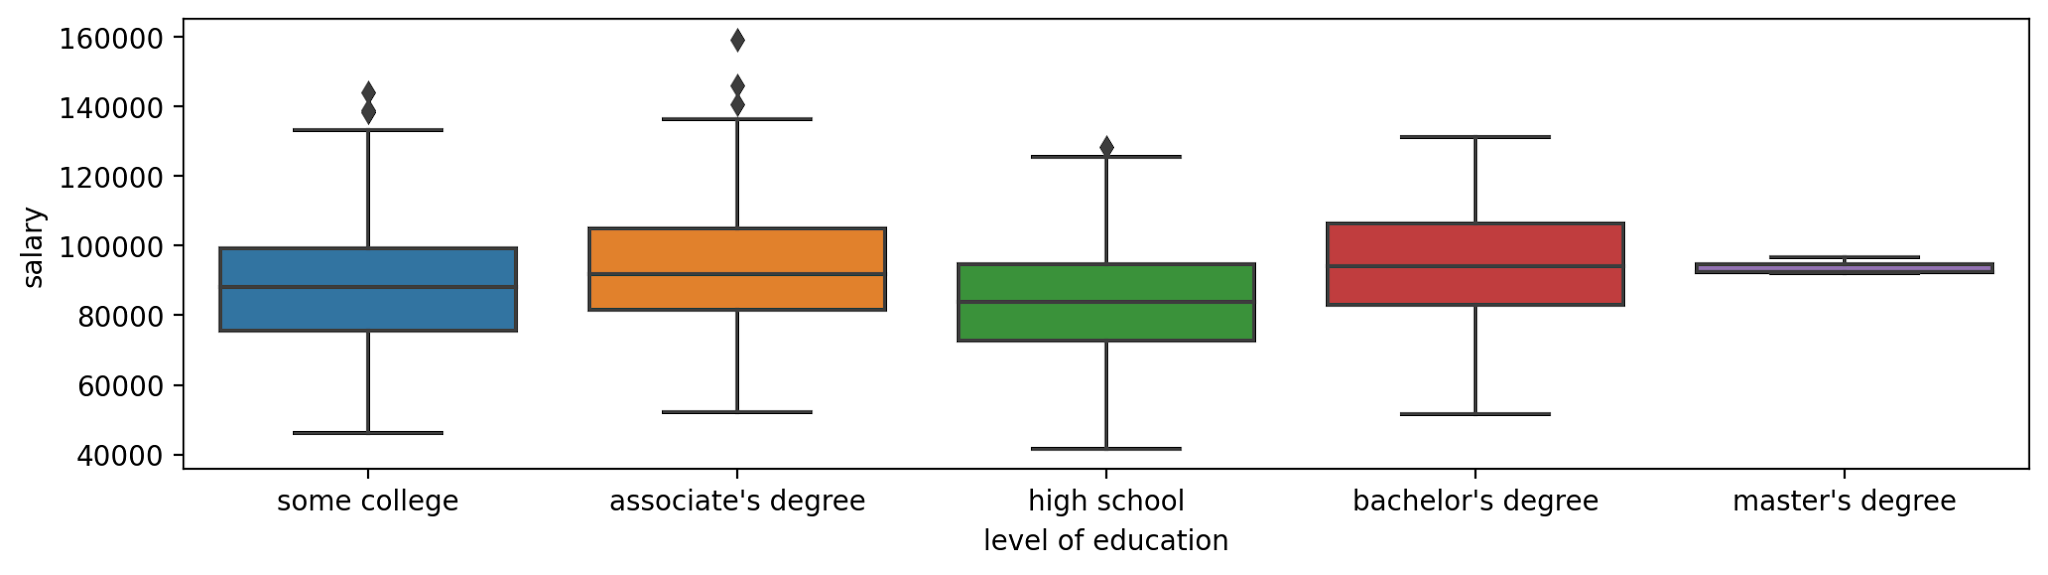 160000
140000
120000
100000
80000
60000
40000
salary
some college
associate's degree
high school
bachelor's degree
master's degree
level of education